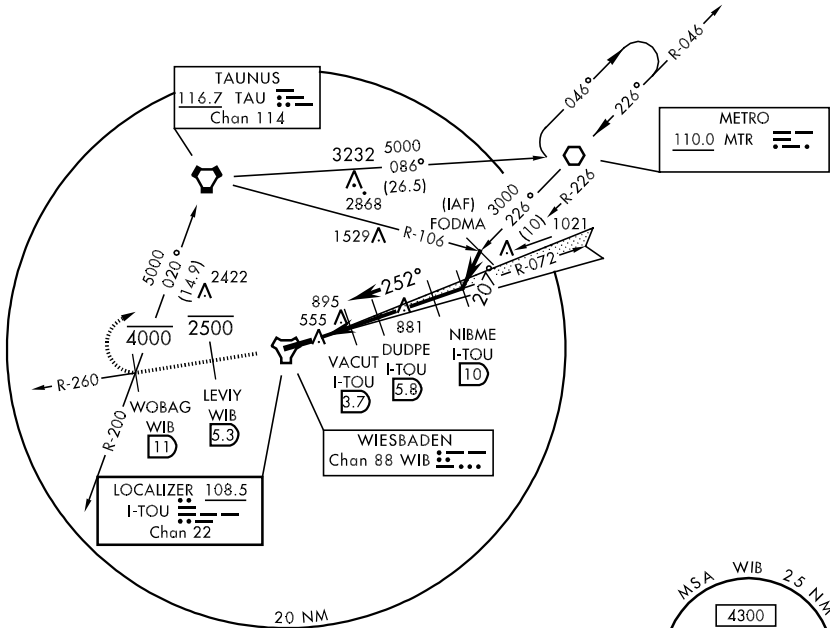 TAUNUS
116.7 TAU
Chan 114
METRO
110.0 MTR
R-046
046°
226°
3232
5000
086°
(26.5)
2868
(IAF)
FODMA
3000
226°
R-226
(10)
1021
1529
R-106
R-072
207°
252°
5000
020°
(14.9)
2422
895
555
881
4000
2500
R-260
R-200
WOBAG
WIB
11
LEVIY
WIB
5.3
VACUT
I-TOU
3.7
DUDPE
I-TOU
5.8
NIBME
I-TOU
10
WIESBADEN
Chan 88 WIB
LOCALIZER 108.5
I-TOU
Chan 22
20 NM
MSA WIB 25 NM
4300